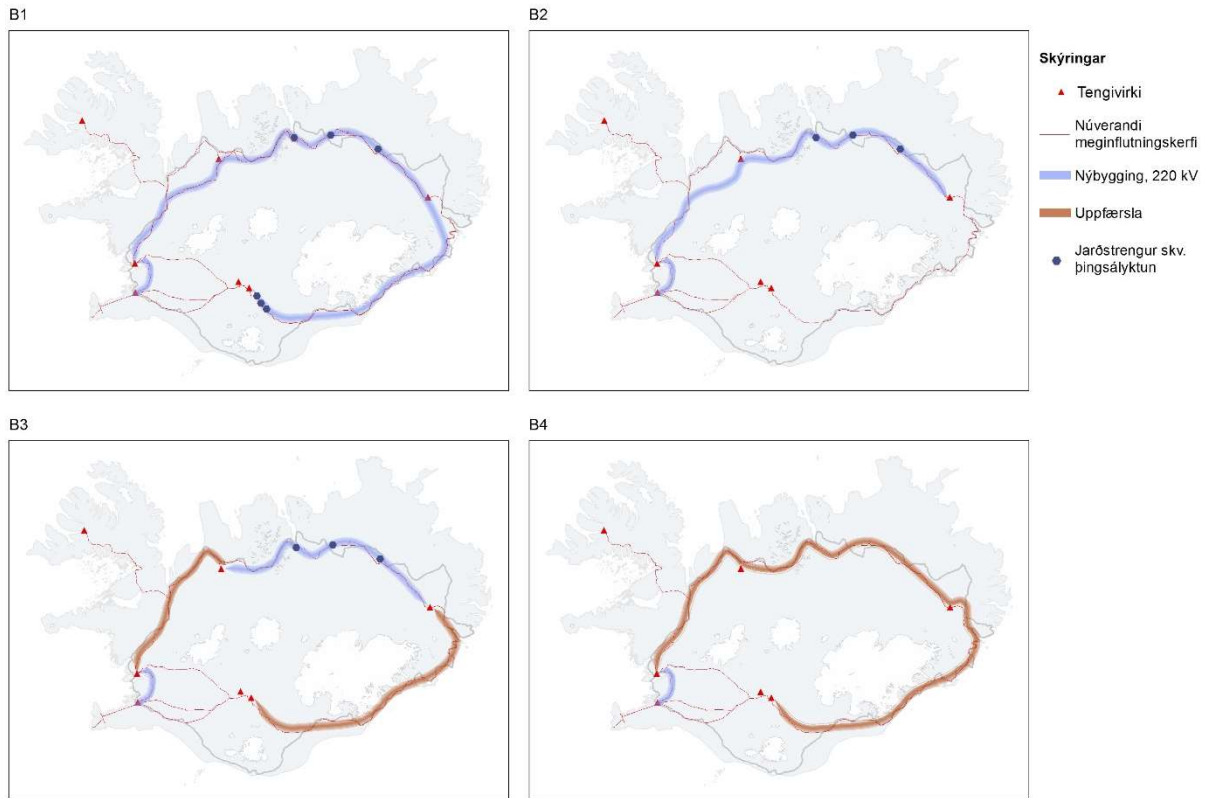 B1
B2
Skýringar
Tengivirki
Núverandi
meginflutningskerfi
Nýbygging, 220 kV
Uppfærsla
Jarðstrengur skv.
þingsályktun
B3
B4